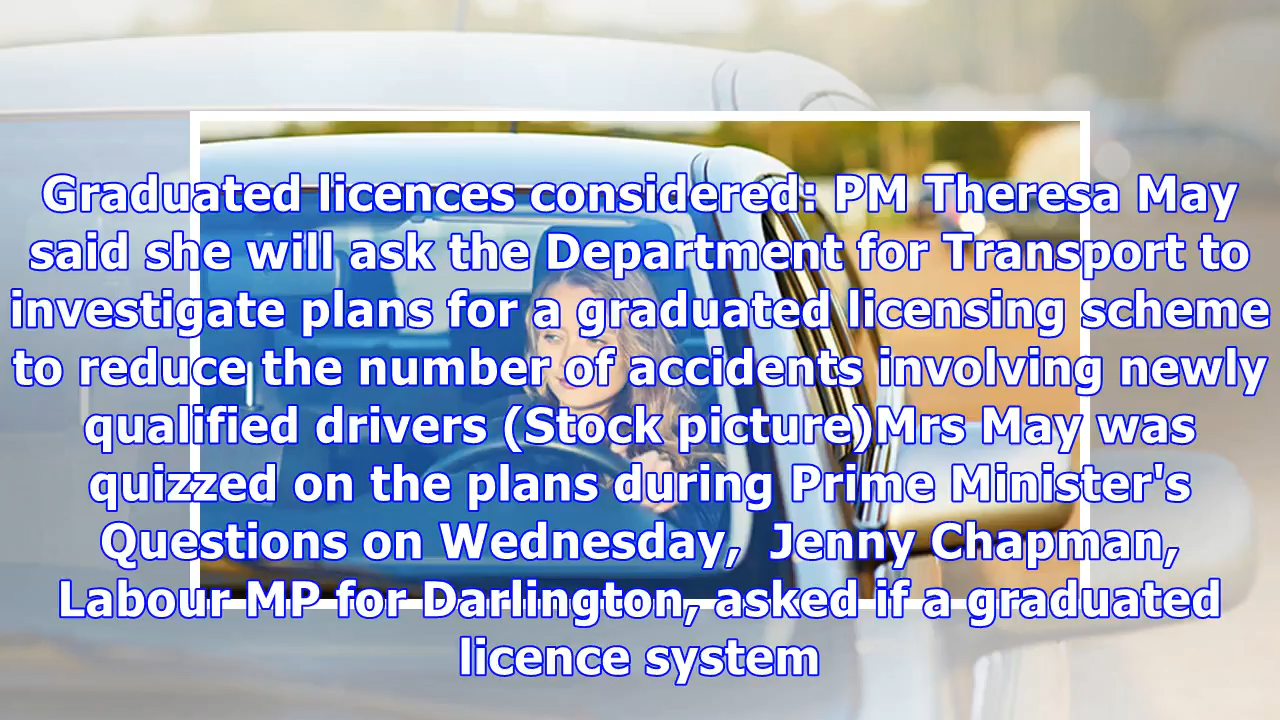 Graduated licences considered: PM Theresa May
said she will ask the Department for Transport to
investigate plans for a graduated licensing scheme
to reduce the number of accidents involving newly
qualified drivers (Stock picture)Mrs May was
quizzed on the plans during Prime Minister's
Questions on Wednesday,  Jenny Chapman,
Labour MP for Darlington, asked if a graduated
licence system